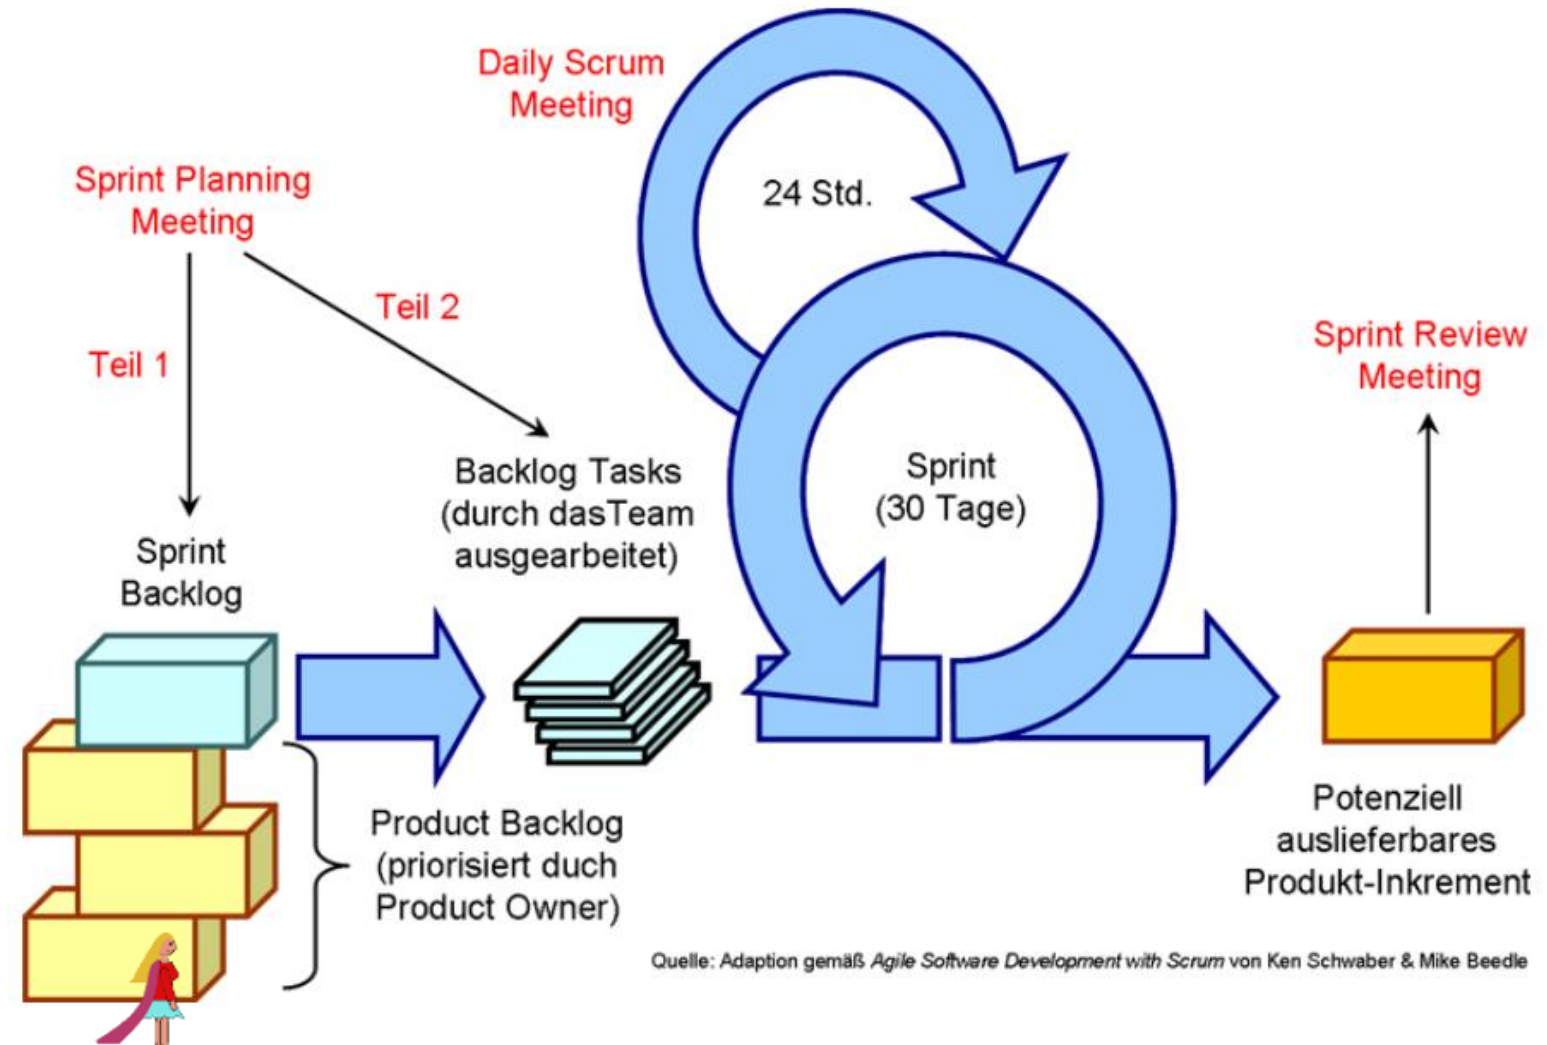 Daily Scrum
Meeting
24 Std.
Sprint Planning
Meeting
Teil 1
Teil 2
Sprint
Backlog
Backlog Tasks
(durch dasTeam
ausgearbeitet)
Sprint
(30 Tage)
Sprint Review
Meeting
Product Backlog
(priorisiert duch
Product Owner)
Potenziell
auslieferbares
Produkt-Inkrement
Quelle: Adaption gemäß Agile Software Development with Scrum von Ken Schwaber & Mike Beedle